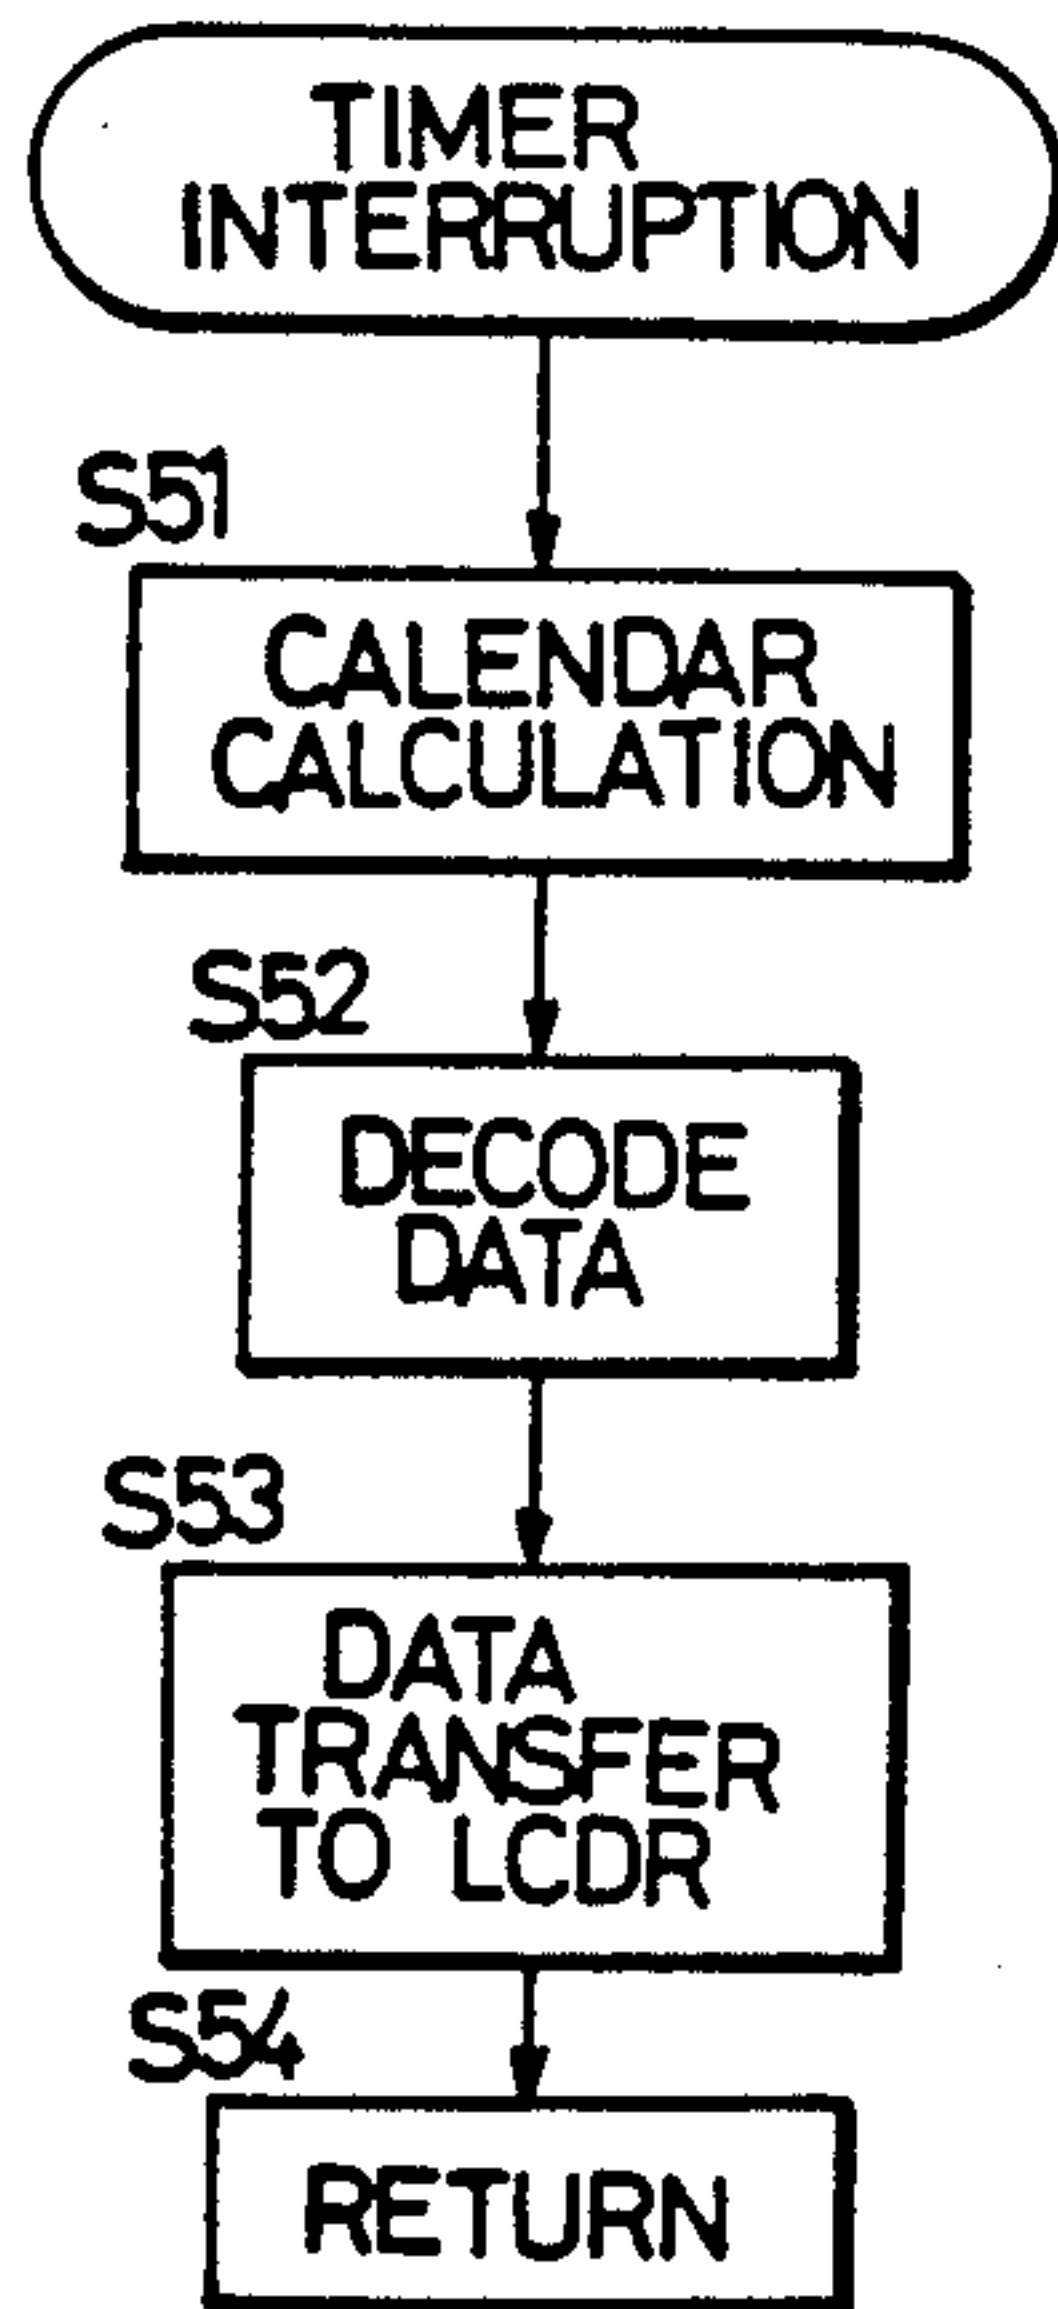 TIMER
INTERRUPTION
S51
CALENDAR
CALCULATION
S52
DECODE
DATA
S53
DATA
TRANSFER
TO LCDR
S54
RETURN